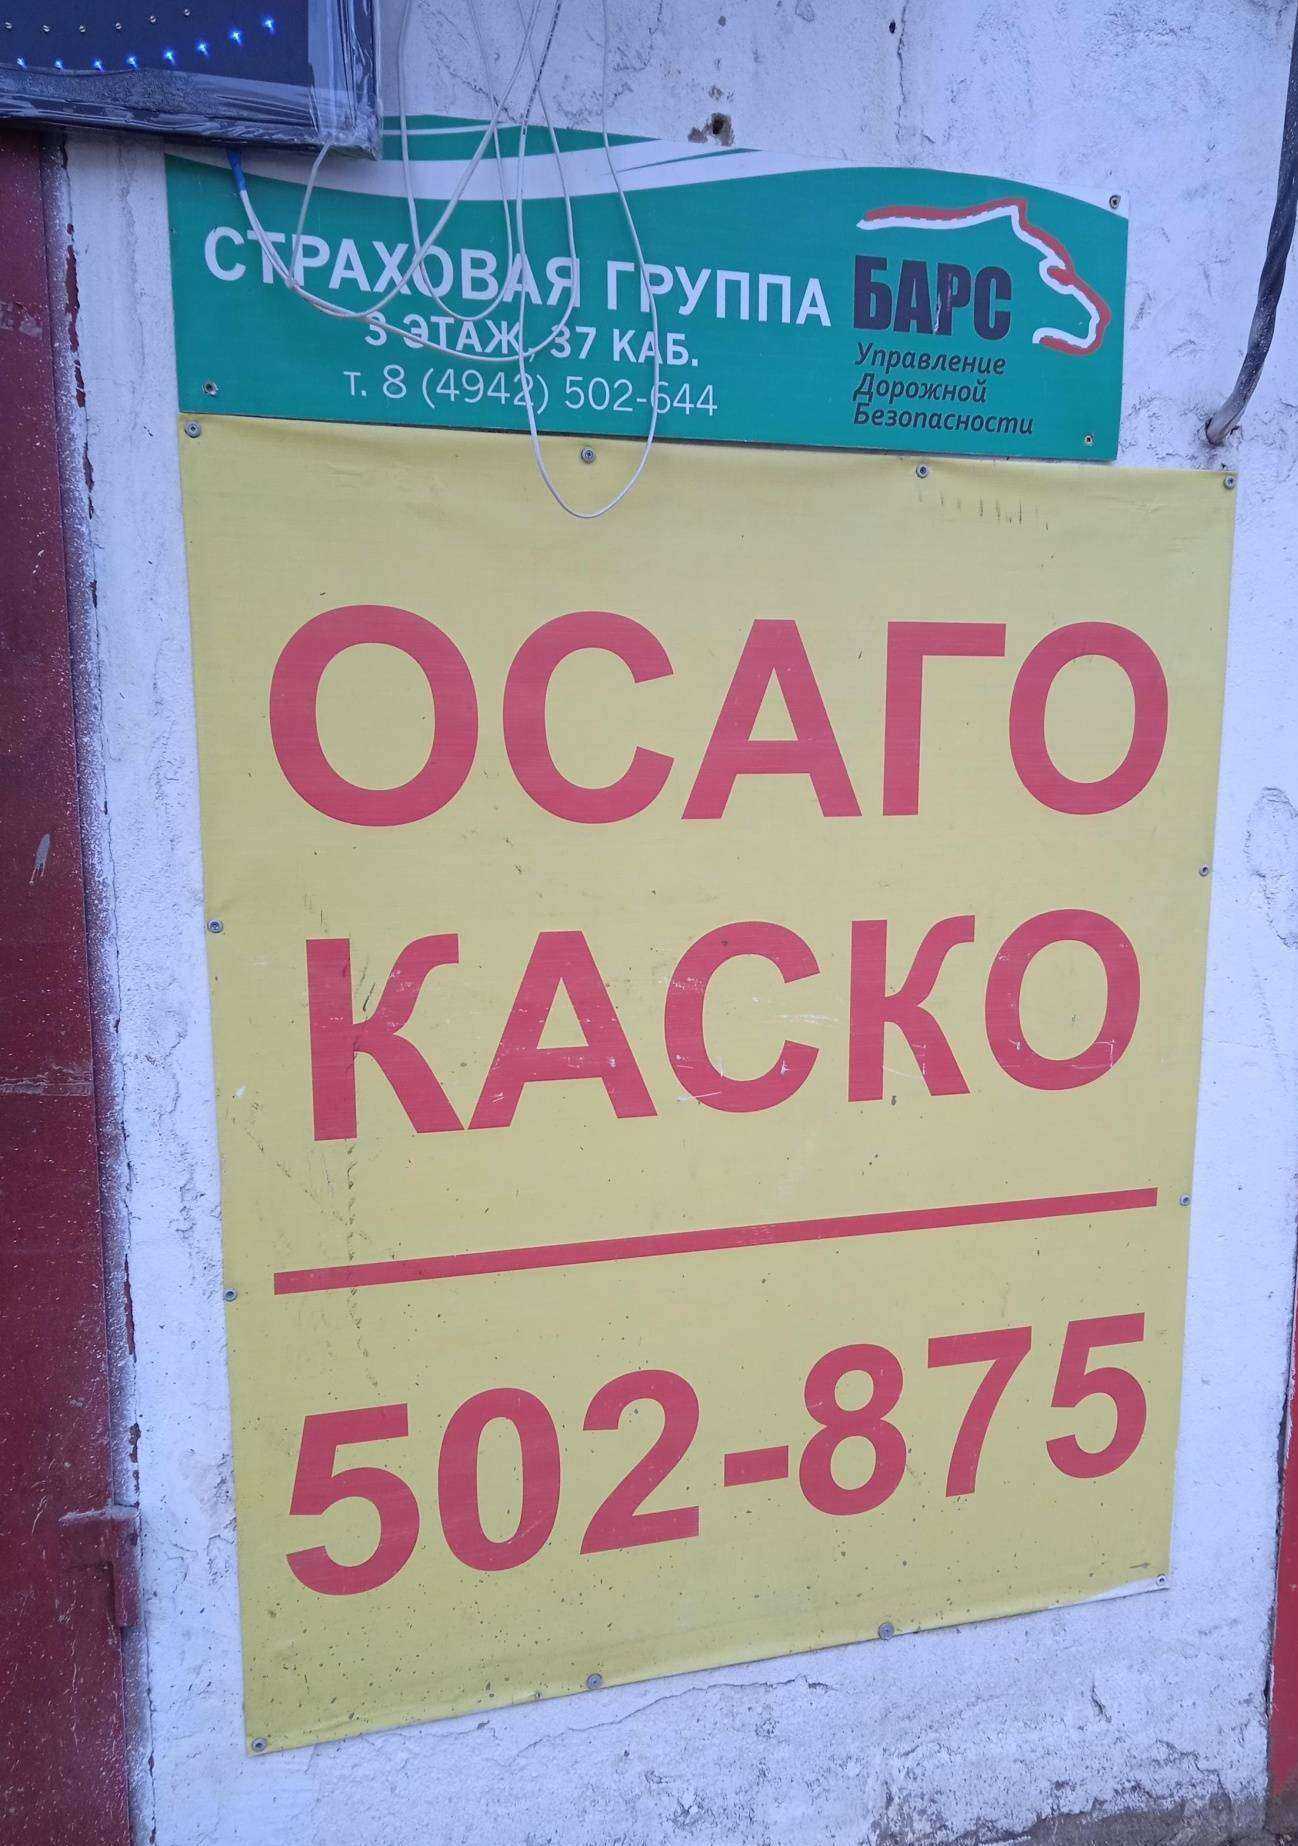 СТРАХОВАЯ ГРУППА
3 ЭТАЖ, 37 КАБ.
т. 8 (4942) 502-644
БАРС
Управление
Дорожной
Безопасности
ОСАГО
КАСКО
502-875